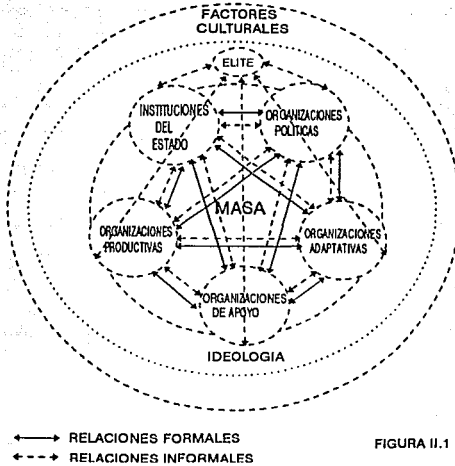 FACTORES
CULTURALES
ELITE
INSTITUCIONES
DEL
ESTADO
ORGANIZACIONES
POLÍTICAS
MASA
ORGANIZACIONES
PRODUCTIVAS
ORGANIZACIONES
ADAPTATIVAS
ORGANIZACIONES
DE APOYO
IDEOLOGIA
RELACIONES FORMALES
RELACIONES INFORMALES
FIGURA II.1